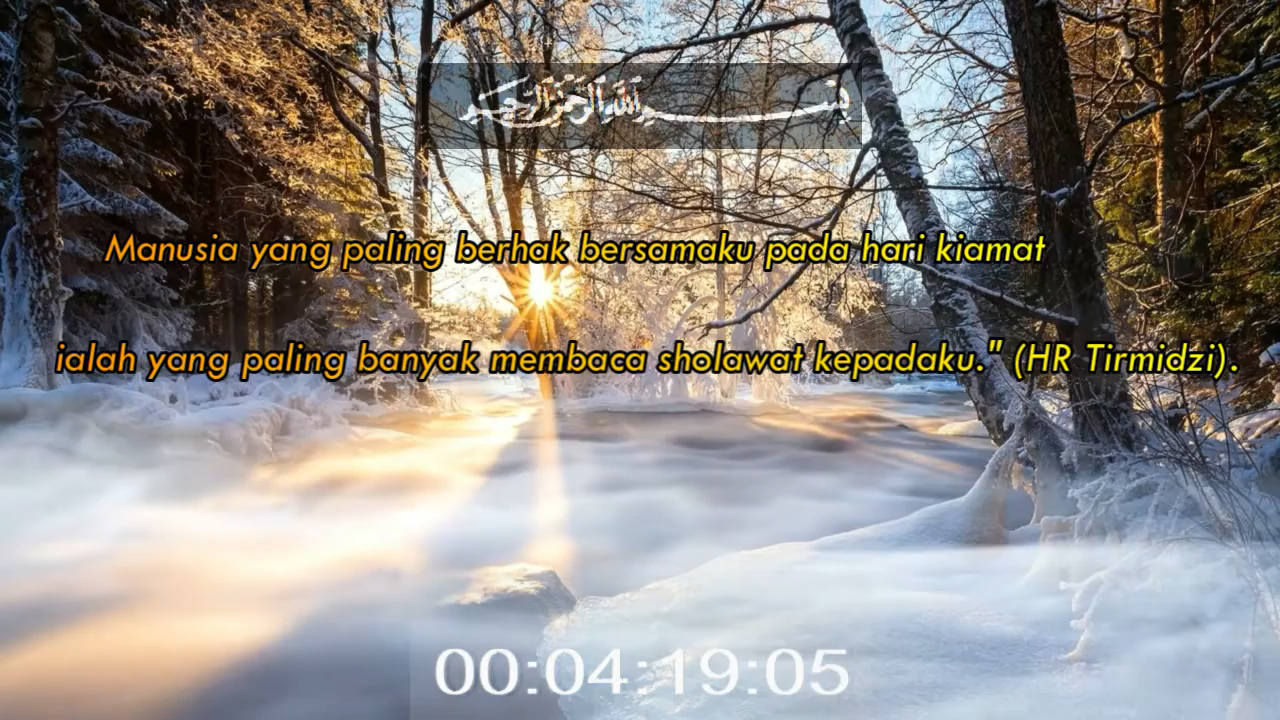 بسم الله الرحمن الرحيم
Manusia yang paling berhak bersamaku pada hari kiamat
ialah yang paling banyak membaca sholawat kepadaku." (HR Tirmidzi).
00:04:19:05